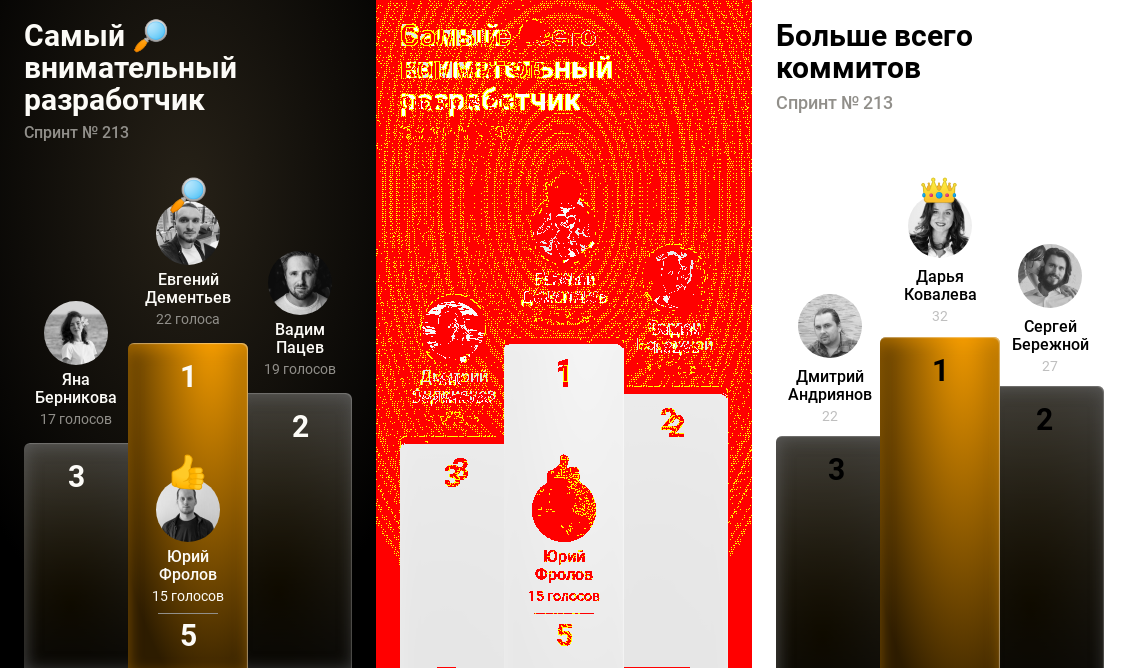 Самый
внимательный
разработчик
Спринт № 213
Евгений
Дементьев
22 голоса
Вадим
Пацев
19 голосов
Яна
Берникова
17 голосов
1
2
3
Юрий
Фролов
15 голосов
5
разработчик
1
2
3
Юрий
Фролов
15 голосов
5
Больше всего
коммитов
Спринт № 213
Дарья
Ковалева
32
Сергей
Бережной
27
Дмитрий
Андриянов
22
1
2
3